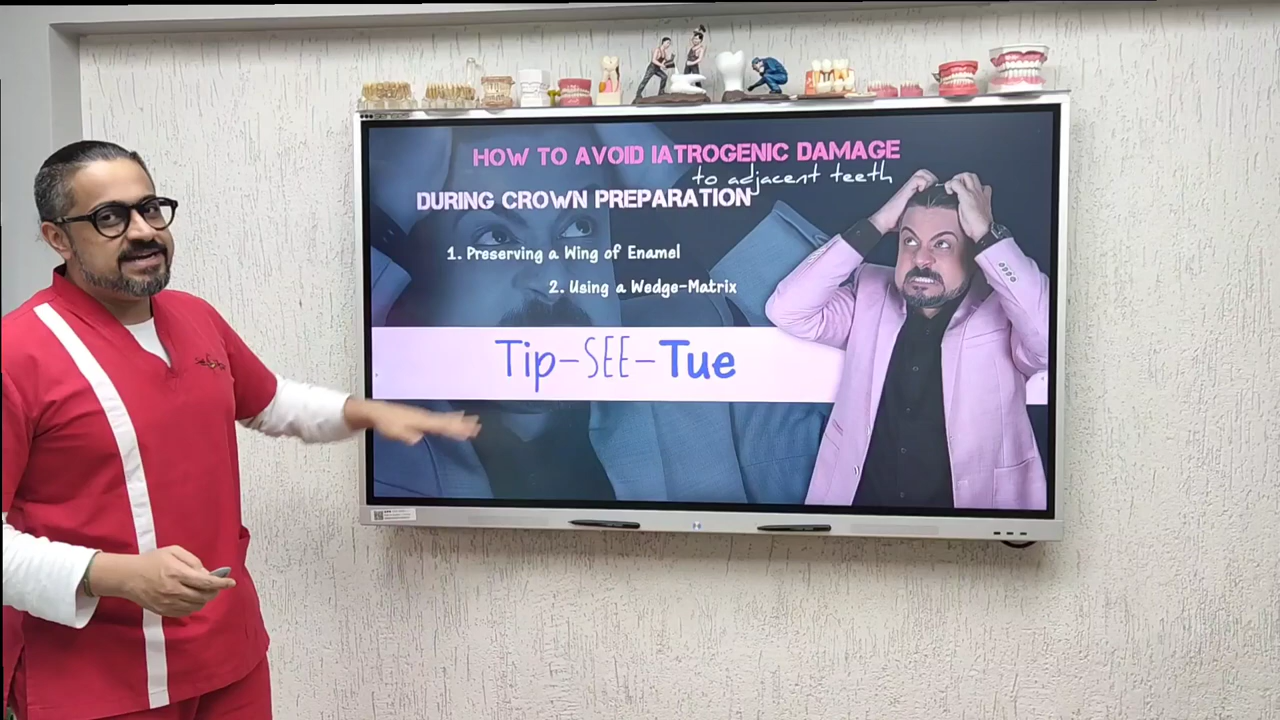 HOW TO AVOID IATROGENIC DAMAGE
to adjacent teeth
DURING CROWN PREPARATION
1. Preserving a Wing of Enamel
2. Using a Wedge-Matrix
Tip-SEE-Tue